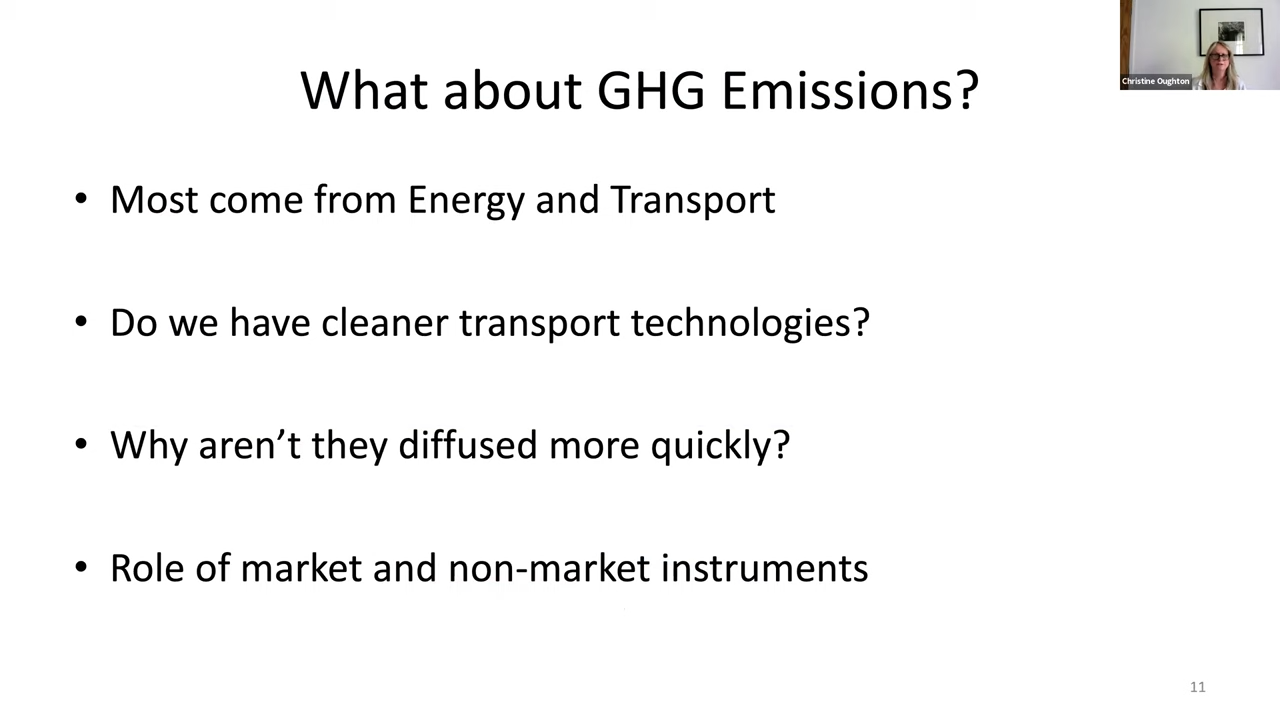 What about GHG Emissions?
Christine Oughton
• Most come from Energy and Transport
• Do we have cleaner transport technologies?
• Why aren’t they diffused more quickly?
• Role of market and non-market instruments
11